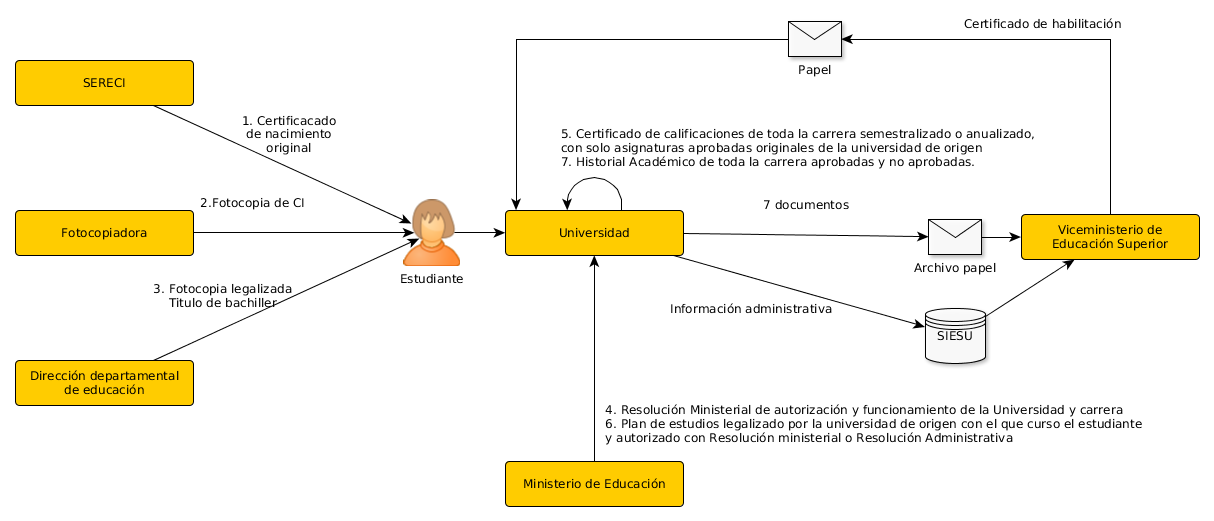 Certificado de habilitación
Papel
SERECI
1. Certificacado
de nacimiento
original
5. Certificado de calificaciones de toda la carrera semestralizado o anualizado,
con solo asignaturas aprobadas originales de la universidad de origen
7. Historial Académico de toda la carrera aprobadas y no aprobadas.
2.Fotocopia de CI
7 documentos
Fotocopiadora
Universidad
Viceministerio de
Educación Superior
Archivo papel
Estudiante
3. Fotocopia legalizada
Titulo de bachiller
Información administrativa
SIESU
Dirección departamental
de educación
4. Resolución Ministerial de autorización y funcionamiento de la Universidad y carrera
6. Plan de estudios legalizado por la universidad de origen con el que curso el estudiante
y autorizado con Resolución ministerial o Resolución Administrativa
Ministerio de Educación